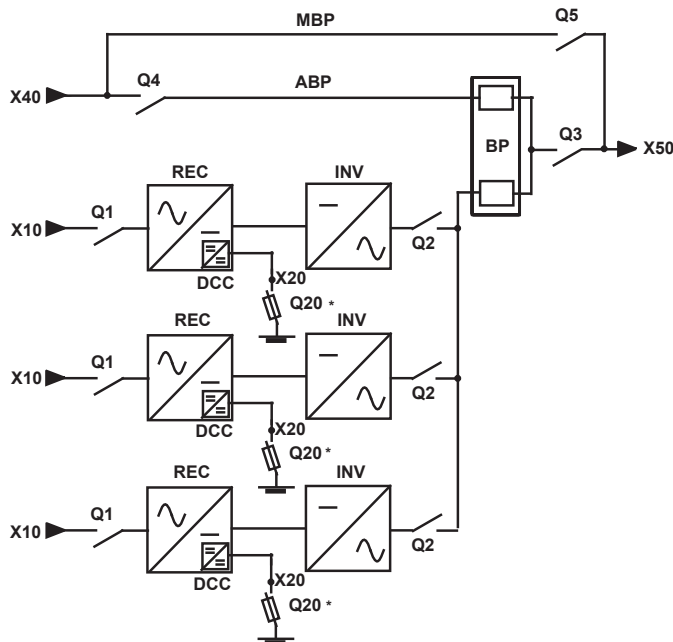 MBP
Q5
X40
Q4
ABP
BP
Q3
X50
REC
INV
X10
Q1
Q2
DCC
X20
Q20 *
REC
INV
X10
Q1
Q2
DCC
X20
Q20 *
REC
INV
X10
Q1
Q2
DCC
X20
Q20 *